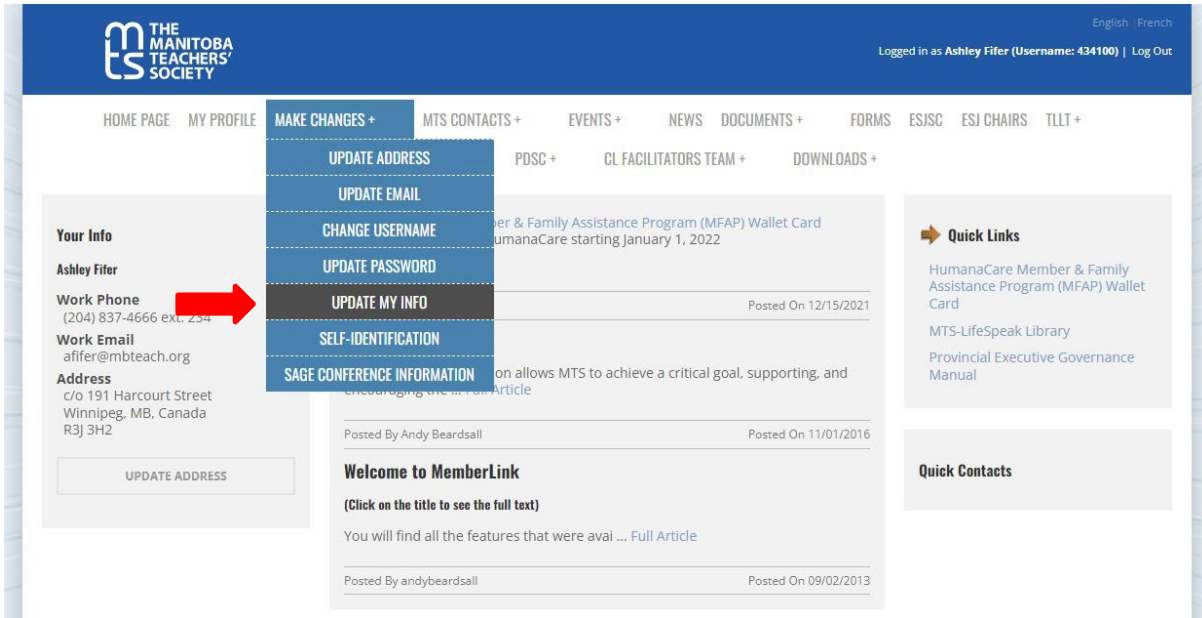 THE
MANITOBA
TEACHERS'
SOCIETY
mts
English | French
Logged in as Ashley Fifer (Username: 434100) | Log Out
HOME PAGE MY PROFILE MAKE CHANGES + MTS CONTACTS + EVENTS + NEWS DOCUMENTS + FORMS ESJSC ESJ CHAIRS TLLT +
PDSC + CL FACILITATORS TEAM + DOWNLOADS +
UPDATE ADDRESS
UPDATE EMAIL
CHANGE USERNAME
UPDATE PASSWORD
UPDATE MY INFO
SELF-IDENTIFICATION
SAGE CONFERENCE INFORMATION
Your Info
Ashley Fifer
Work Phone
(204) 837-4666 ext. 234
Work Email
afifer@mbteach.org
Address
c/o 191 Harcourt Street
Winnipeg, MB, Canada
R3J 3H2
UPDATE ADDRESS
& Family Assistance Program (MFAP) Wallet Card
starting January 1, 2022
Posted On 12/15/2021
on allows MTS to achieve a critical goal, supporting, and
encouraging the ... Full Article
Posted By Andy Beardsall Posted On 11/01/2016
Welcome to MemberLink
(Click on the title to see the full text)
You will find all the features that were avai ... Full Article
Posted By andybeardsall Posted On 09/02/2013
Quick Links
HumanaCare Member & Family
Assistance Program (MFAP) Wallet
Card
MTS-LifeSpeak Library
Provincial Executive Governance
Manual
Quick Contacts